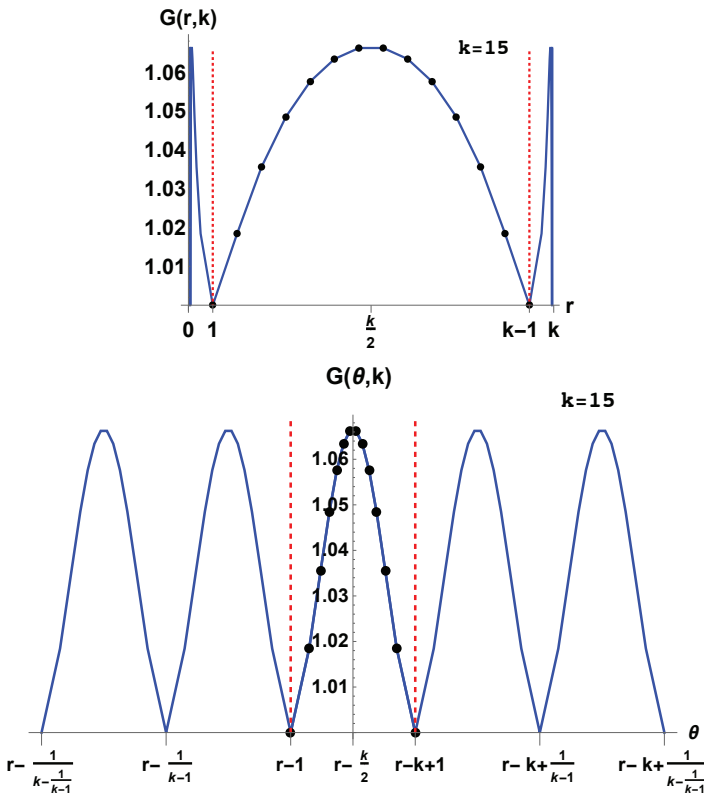 G(r,k)
k=15
1.06
1.05
1.04
1.03
1.02
1.01
r
0 1 k/2 k−1 k
G(θ,k)
k=15
1.06
1.05
1.04
1.03
1.02
1.01
θ
r− 1/(k−1/(k−1)) r− 1/(k−1) r−1 r− k/2 r−k+1 r− k+ 1/(k−1) r− k+ 1/(k−1/(k−1))